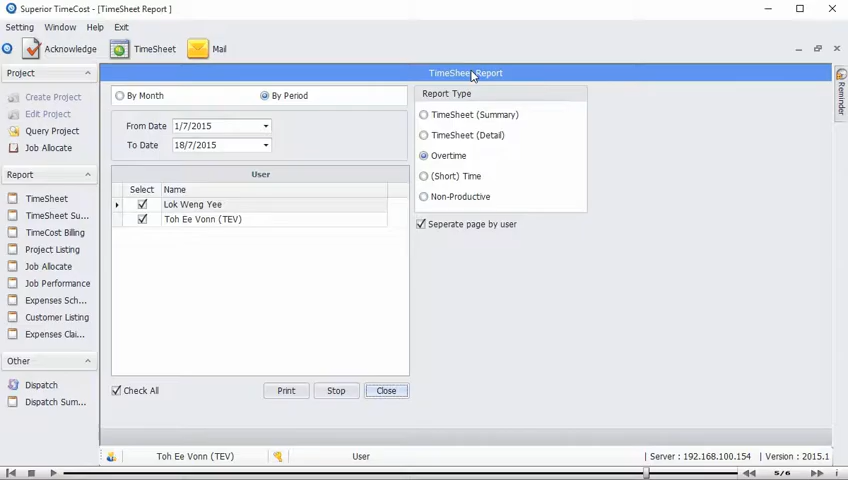 Superior TimeCost - [TimeSheet Report ]
Setting Window Help Exit
Acknowledge TimeSheet Mail
Project
Create Project
Edit Project
Query Project
Job Allocate
Report
TimeSheet
TimeSheet Su...
TimeCost Billing
Project Listing
Job Allocate
Job Performance
Expenses Sch...
Customer Listing
Expenses Clai...
Other
Dispatch
Dispatch Sum...
TimeSheet Report
By Month By Period
From Date 1/7/2015
To Date 18/7/2015
User
Select Name
Lok Weng Yee
Toh Ee Vonn (TEV)
Check All Print Stop Close
Report Type
TimeSheet (Summary)
TimeSheet (Detail)
Overtime
(Short) Time
Non-Productive
Seperate page by user
Reminder
Toh Ee Vonn (TEV) User Server : 192.168.100.154 Version : 2015.1
5/6